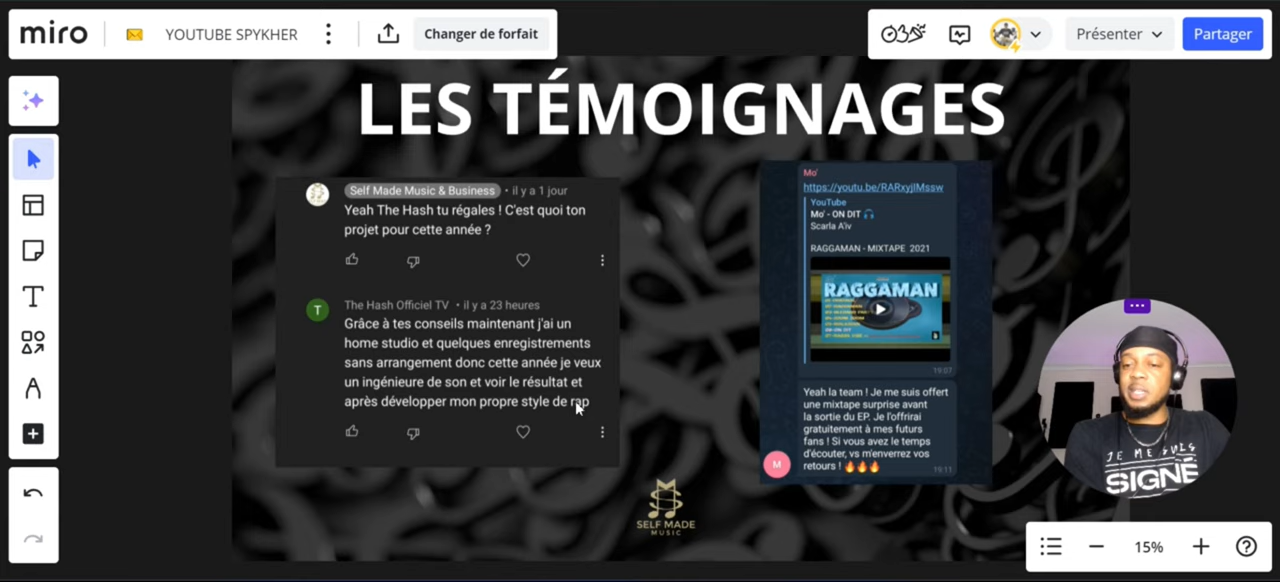 miro
YOUTUBE SPYKHER
Changer de forfait
Présenter
Partager
LES TÉMOIGNAGES
Self Made Music & Business • il y a 1 jour
Yeah The Hash tu régales ! C'est quoi ton
projet pour cette année ?
T
The Hash Officiel TV • il y a 23 heures
Grâce à tes conseils maintenant j'ai un
home studio et quelques enregistrements
sans arrangement donc cette année je veux
un ingénieure de son et voir le résultat et
après développer mon propre style de rap
Mo'
https://youtu.be/RARxyjlMssw
YouTube
Mo' - ON DIT 🎧
Scarla A'iv
RAGGAMAN - MIXTAPE 2021
RAGGAMAN
19:07
Yeah la team ! Je me suis offert
une mixtape surprise avant
la sortie du EP. Je l'offrirai
gratuitement à mes futurs
fans ! Si vous avez le temps
d'écouter, vs m'enverrez vos
retours ! 🔥🔥🔥
19:11
M
SELF MADE
MUSIC
JE ME SUIS
SIGNÉ
15%